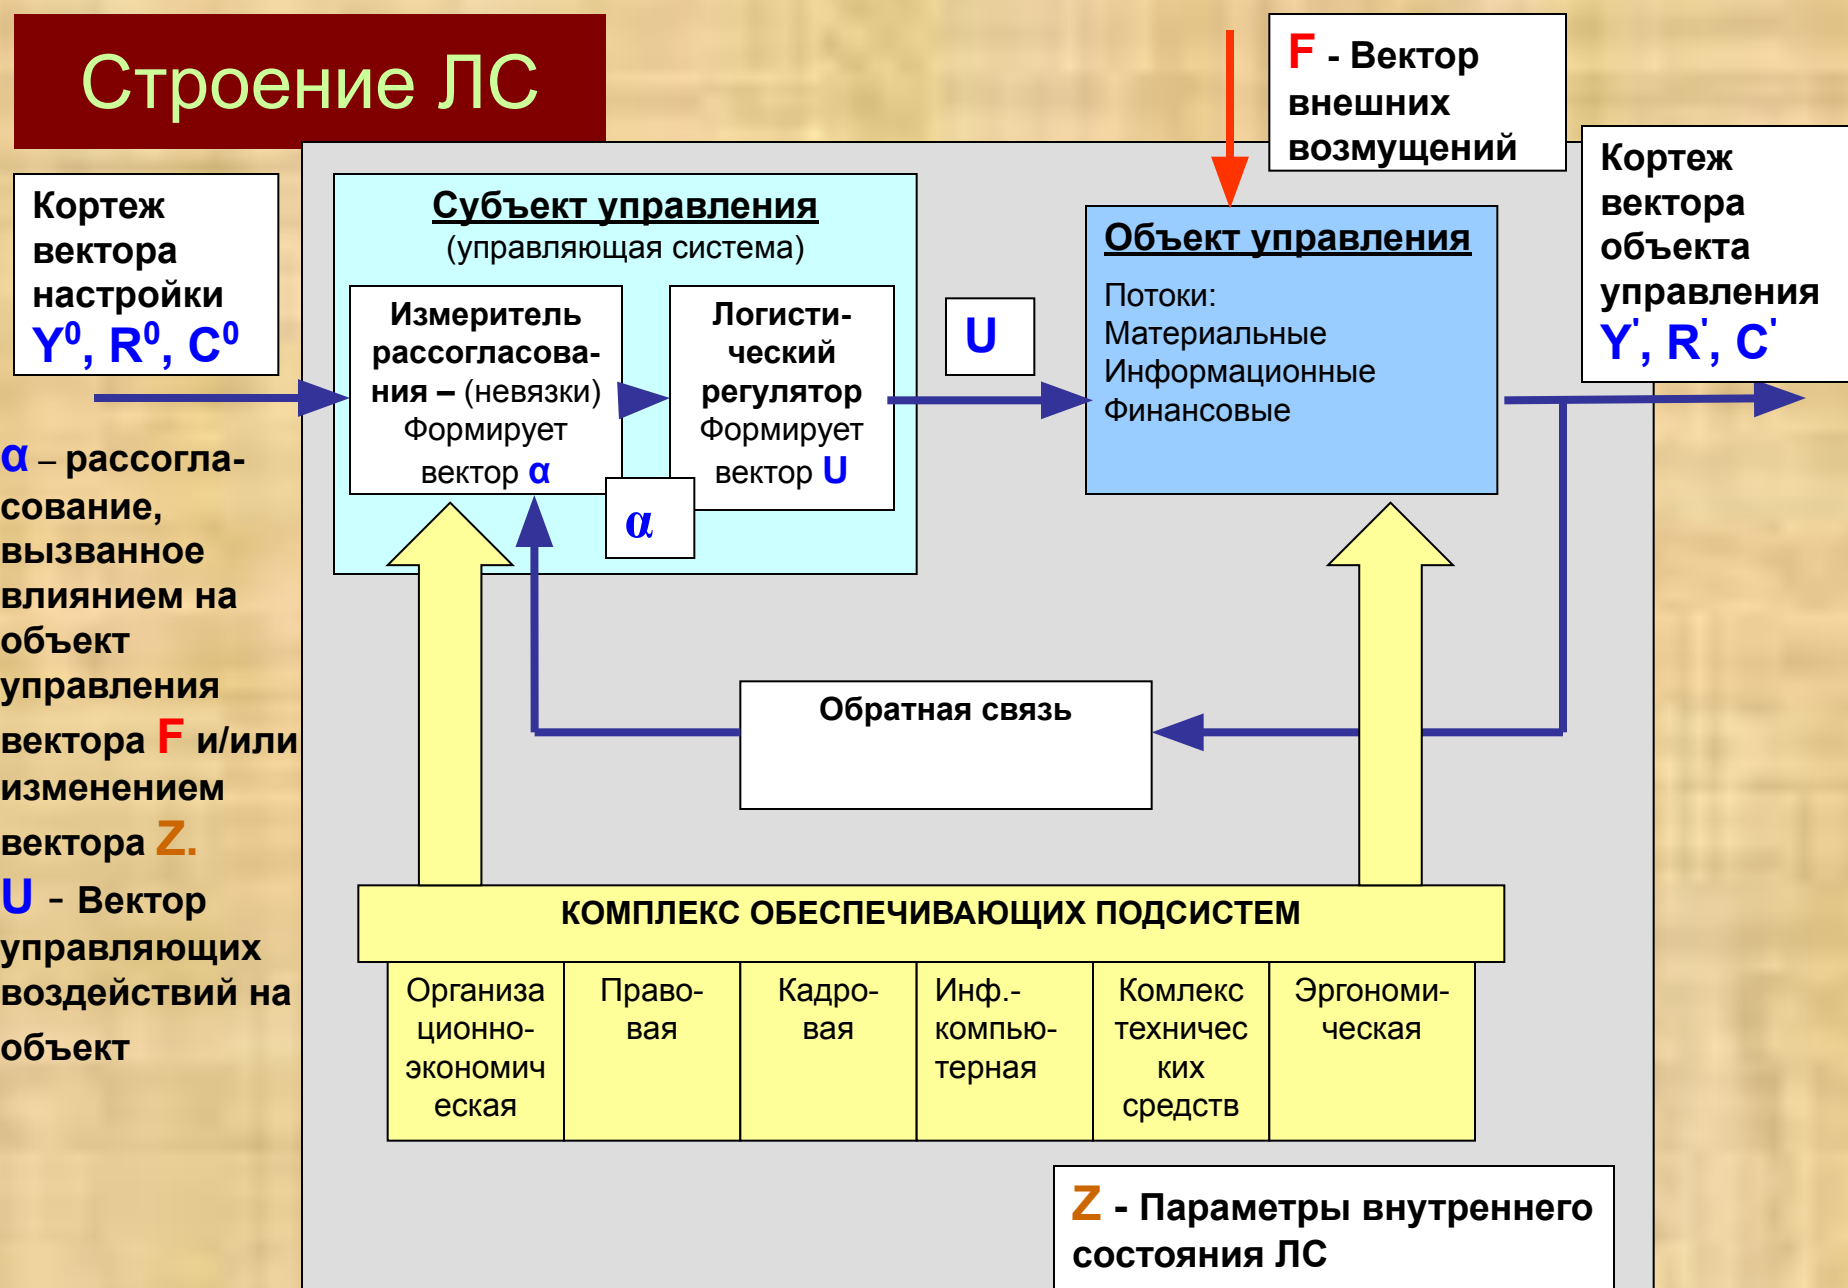 Строение ЛС
F - Вектор
внешних
возмущений
Кортеж
вектора
настройки
Y⁰, R⁰, C⁰
Субъект управления
(управляющая система)
Измеритель
рассогласова-
ния – (невязки)
Формирует
вектор α
Логисти-
ческий
регулятор
Формирует
вектор U
α
U
Объект управления
Потоки:
Материальные
Информационные
Финансовые
Кортеж
вектора
объекта
управления
Y', R', C'
α – рассогла-
сование,
вызванное
влиянием на
объект
управления
вектора F и/или
изменением
вектора Z.
U - Вектор
управляющих
воздействий на
объект
Обратная связь
КОМПЛЕКС ОБЕСПЕЧИВАЮЩИХ ПОДСИСТЕМ
Организа
ционно-
экономич
еская
Право-
вая
Кадро-
вая
Инф.-
компью-
терная
Комлекс
техничес
ких
средств
Эргономи-
ческая
Z - Параметры внутреннего
состояния ЛС